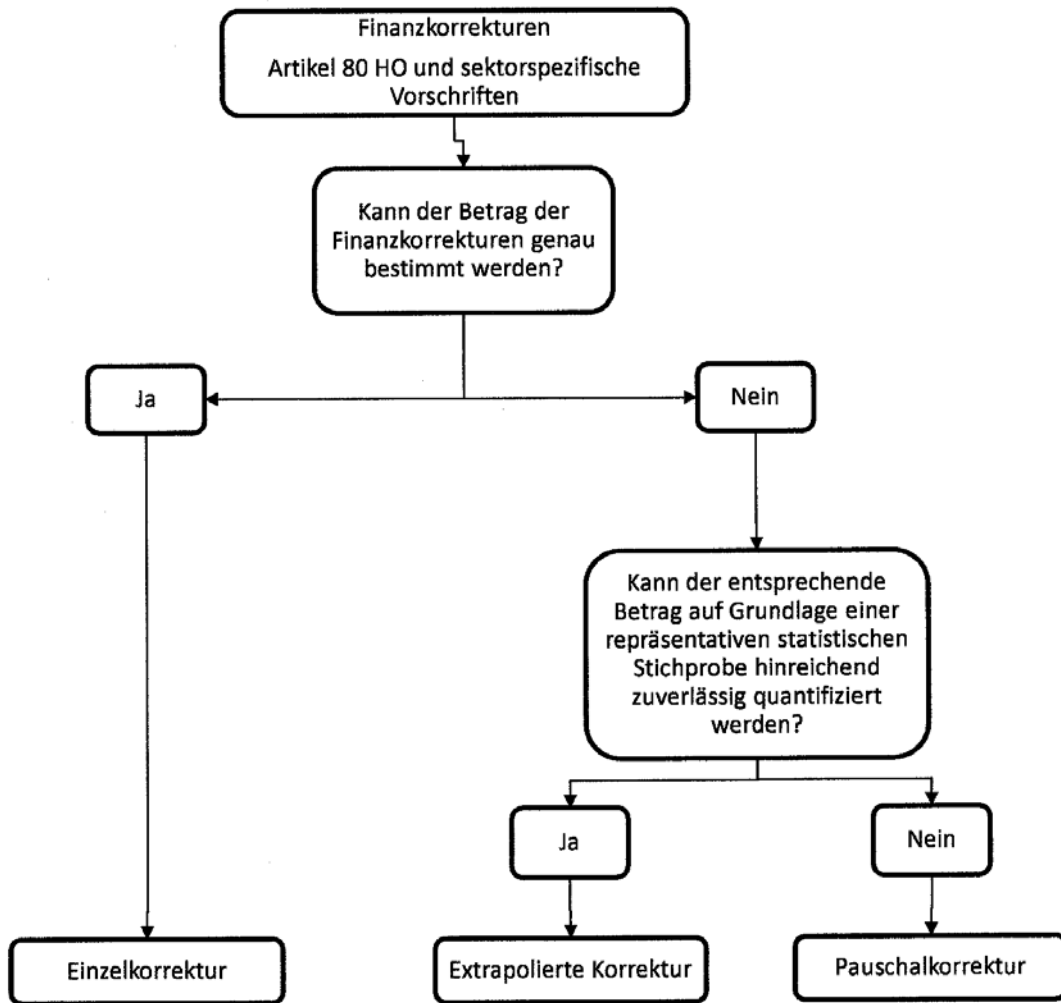 Finanzkorrekturen
Artikel 80 HO und sektorspezifische
Vorschriften
Kann der Betrag der
Finanzkorrekturen genau
bestimmt werden?
Ja
Nein
Kann der entsprechende
Betrag auf Grundlage einer
repräsentativen statistischen
Stichprobe hinreichend
zuverlässig quantifiziert
werden?
Ja
Nein
Einzelkorrektur
Extrapolierte Korrektur
Pauschalkorrektur